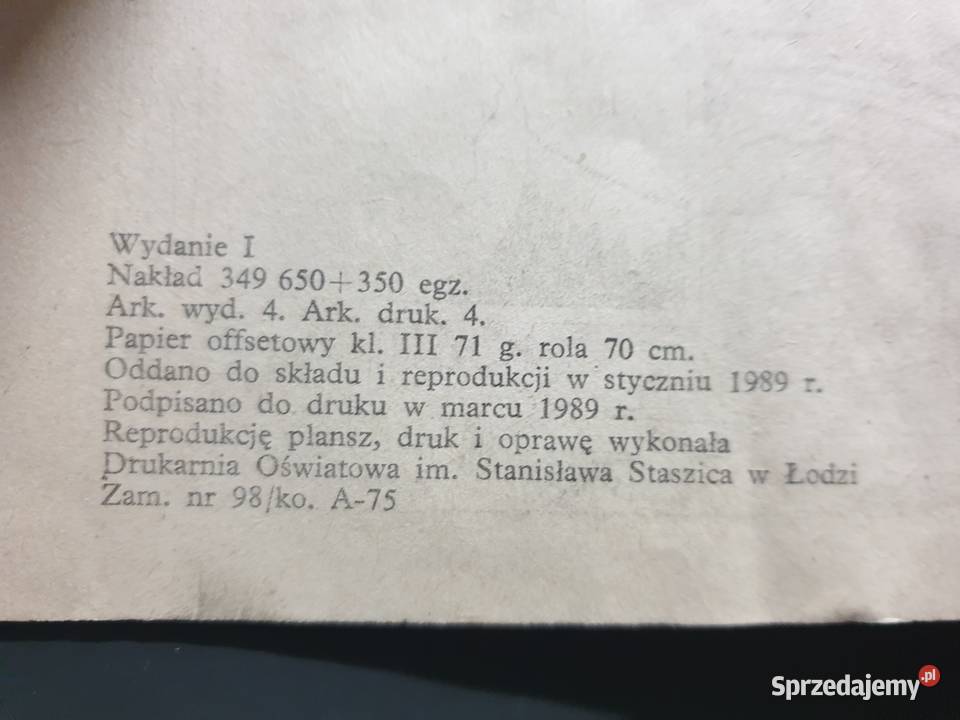 Wydanie I
Nakład 349 650+350 egz.
Ark. wyd. 4. Ark. druk. 4.
Papier offsetowy kl. III 71 g. rola 70 cm.
Oddano do składu i reprodukcji w styczniu 1989 r.
Podpisano do druku w marcu 1989 r.
Reprodukcję plansz, druk i oprawę wykonała
Drukarnia Oświatowa im. Stanisława Staszica w Łodzi
Zam. nr 98/ko. A-75
Sprzedajemy.pl